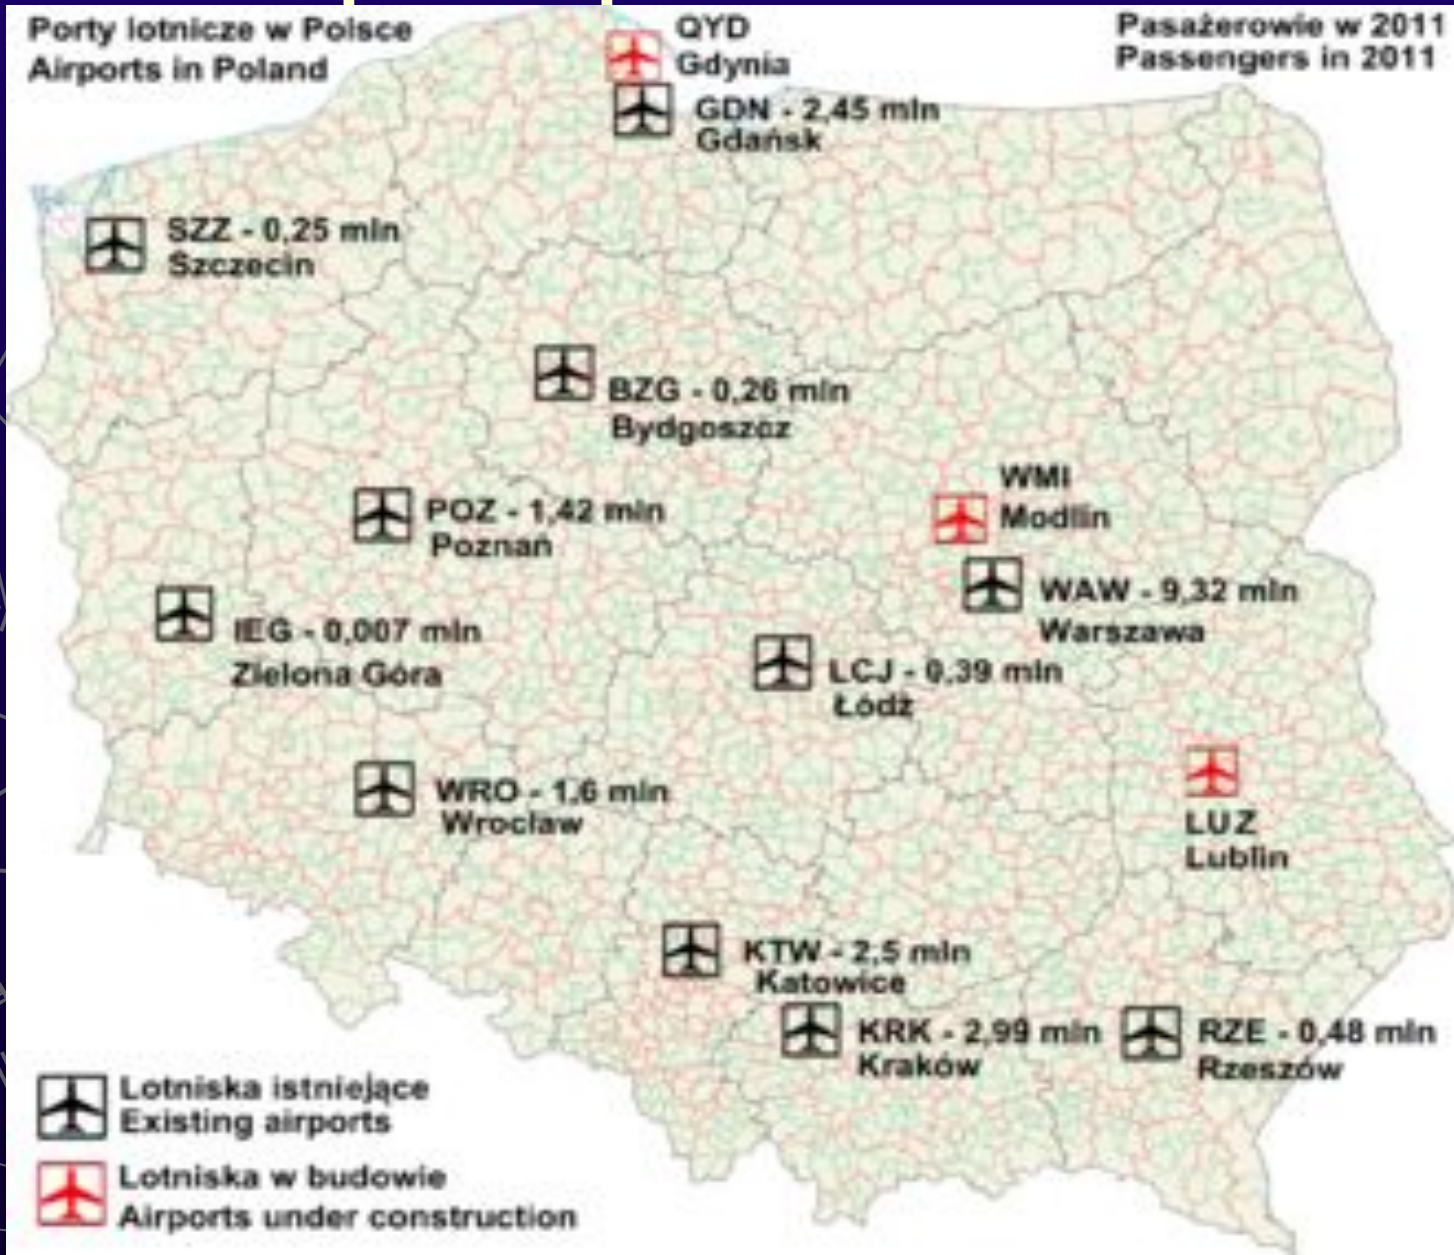 Porty lotnicze w Polsce
Airports in Poland
Pasażerowie w 2011
Passengers in 2011
QYD
Gdynia
GDN - 2,45 mln
Gdańsk
SZZ - 0,25 mln
Szczecin
BZG - 0,26 mln
Bydgoszcz
POZ - 1,42 mln
Poznań
WMI
Modlin
WAW - 9,32 mln
Warszawa
IEG - 0,007 mln
Zielona Góra
LCJ - 0,39 mln
Łódź
WRO - 1,6 mln
Wrocław
LUZ
Lublin
KTW - 2,5 mln
Katowice
KRK - 2,99 mln
Kraków
RZE - 0,48 mln
Rzeszów
Lotniska istniejące
Existing airports
Lotniska w budowie
Airports under construction